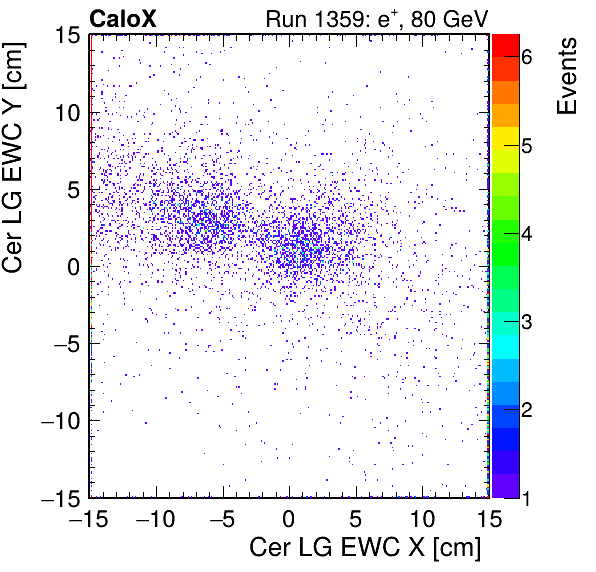 CaloX Run 1359: e⁺, 80 GeV
Cer LG EWC Y [cm]
15
10
5
0
−5
−10
−15
−15 −10 −5 0 5 10 15
Cer LG EWC X [cm]
Events
6
5
4
3
2
1